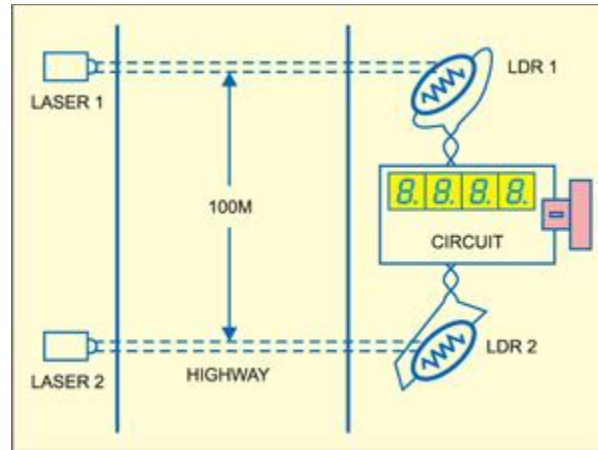 LASER 1
LDR 1
100M
8.8.8.8.
CIRCUIT
LASER 2
HIGHWAY
LDR 2